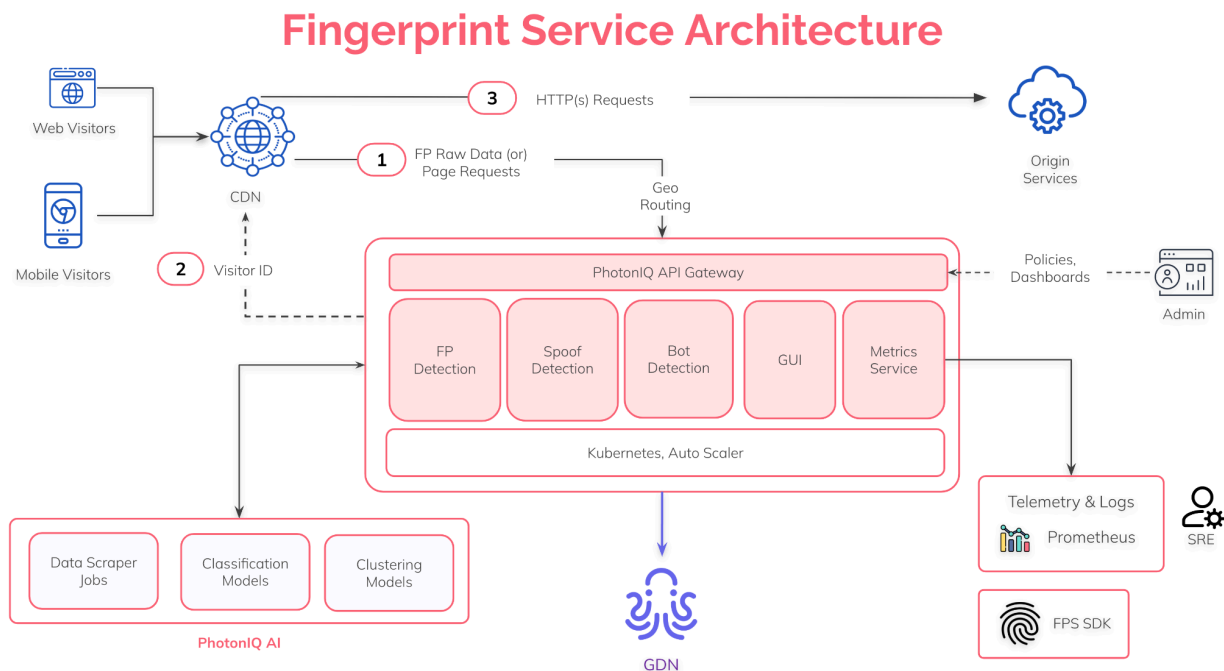 Fingerprint Service Architecture
Web Visitors
Mobile Visitors
CDN
3
HTTP(s) Requests
Origin
Services
1
FP Raw Data (or)
Page Requests
Geo
Routing
2
Visitor ID
PhotonIQ API Gateway
Policies,
Dashboards
Admin
FP
Detection
Spoof
Detection
Bot
Detection
GUI
Metrics
Service
Kubernetes, Auto Scaler
Data Scraper
Jobs
Classification
Models
Clustering
Models
PhotonIQ AI
GDN
Telemetry & Logs
Prometheus
SRE
FPS SDK